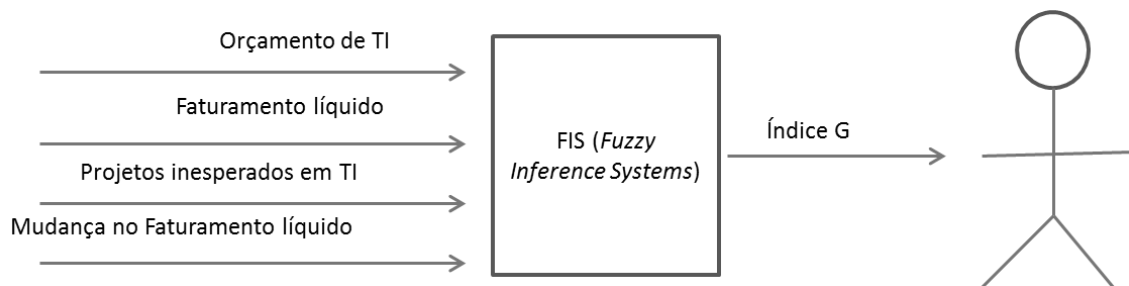 Orçamento de TI
Faturamento líquido
Projetos inesperados em TI
Mudança no Faturamento líquido
FIS (Fuzzy
Inference Systems)
Índice G